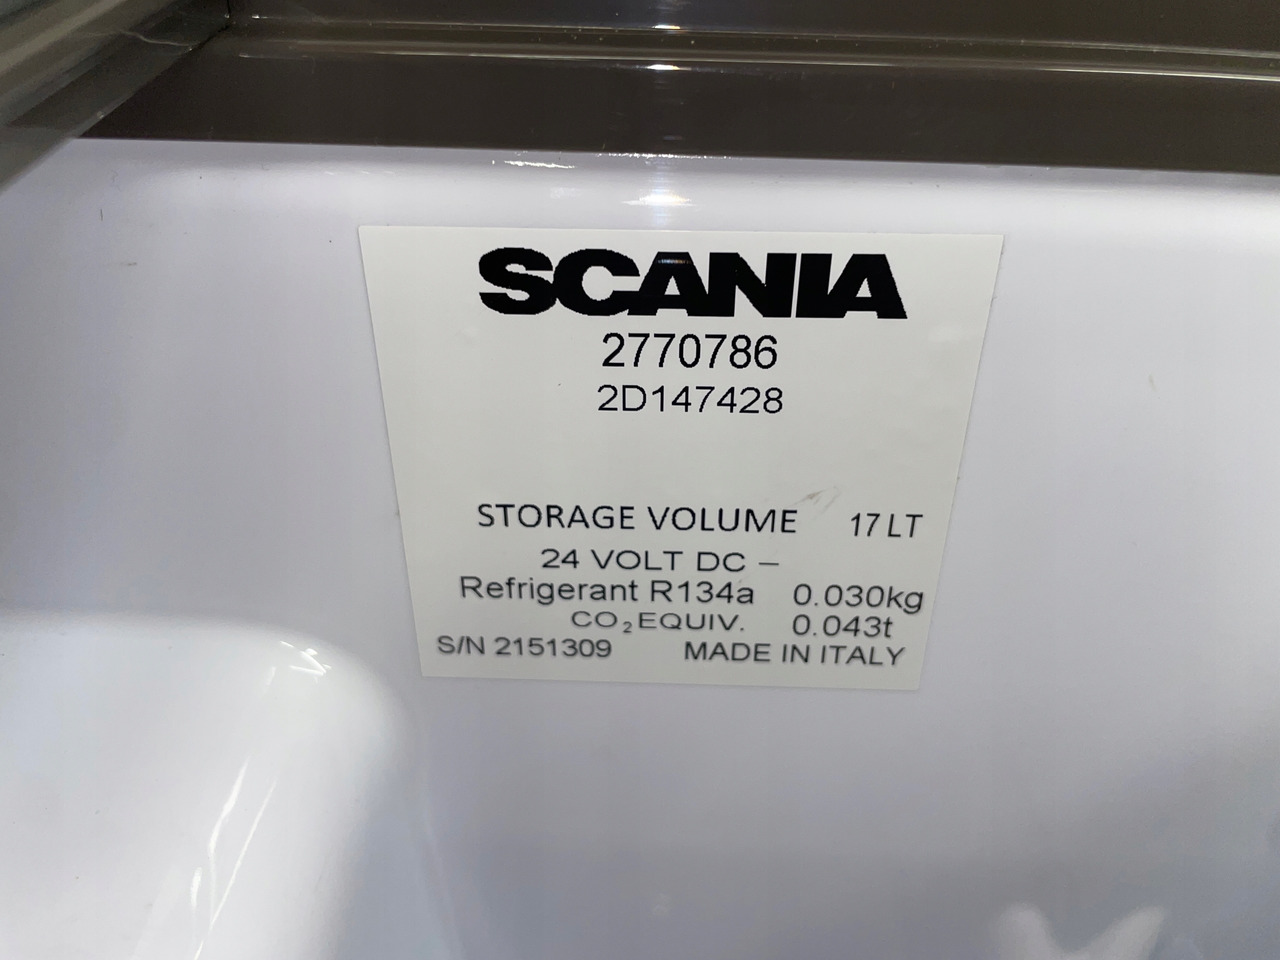 SCANIA
2770786
2D147428
STORAGE VOLUME 17 LT
24 VOLT DC –
Refrigerant R134a 0.030kg
CO₂EQUIV. 0.043t
S/N 2151309 MADE IN ITALY